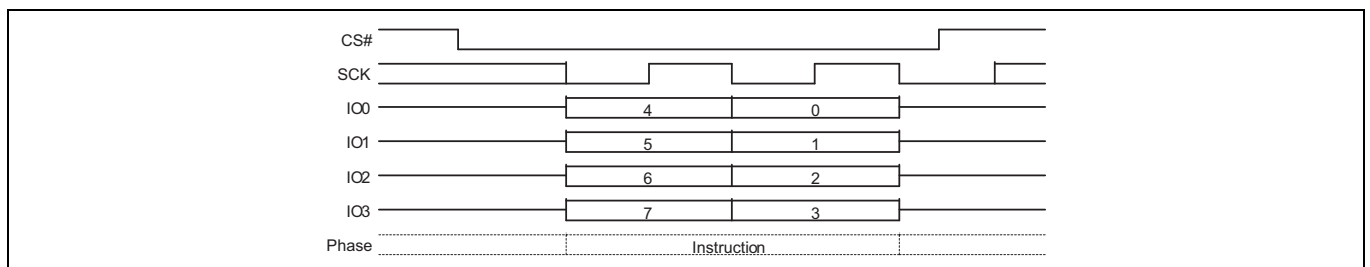 CS#
SCK
IO0 4 0
IO1 5 1
IO2 6 2
IO3 7 3
Phase Instruction